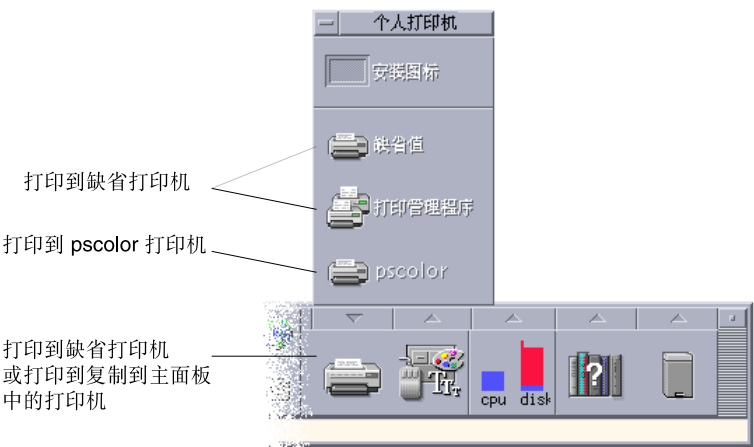 个人打印机
安装图标
缺省值
打印到缺省打印机
打印管理程序
打印到 pscolor 打印机
pscolor
打印到缺省打印机
或打印到复制到主面板
中的打印机
?
TTT
cpu
disk